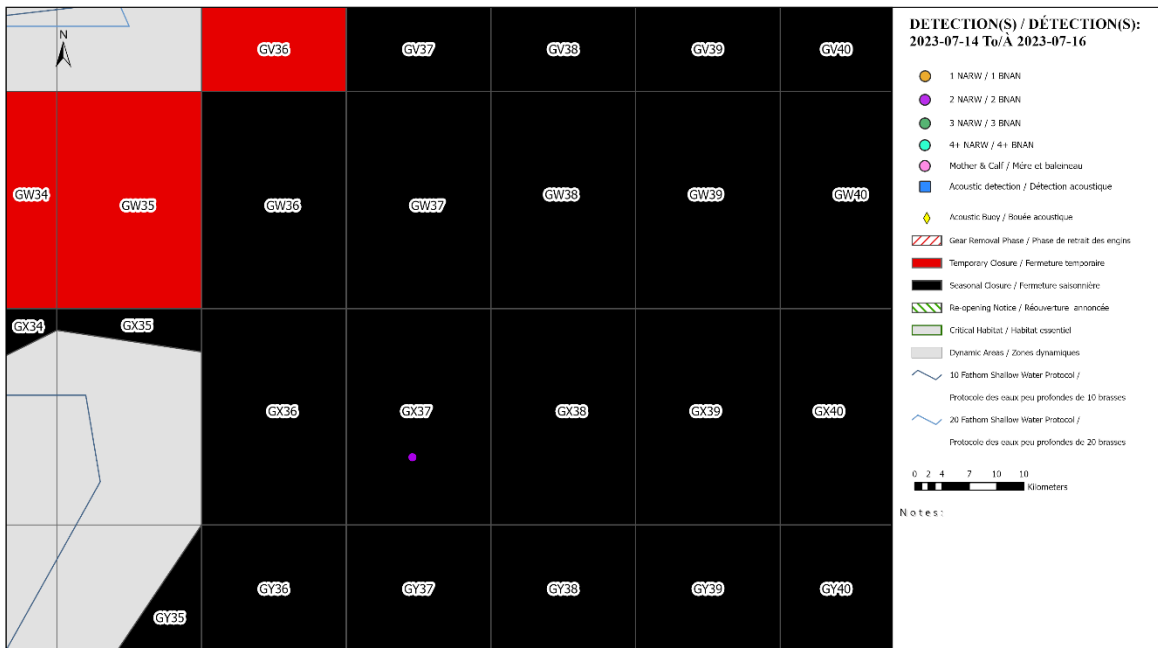 N
GV36 GV37 GV38 GV39 GV40
GW34 GW35 GW36 GW37 GW38 GW39 GW40
GX34 GX35
GX36 GX37 GX38 GX39 GX40
GY36 GY37 GY38 GY39 GY40
GY35
DETECTION(S) / DÉTECTION(S):
2023-07-14 To/À 2023-07-16
1 NARW / 1 BNAN
2 NARW / 2 BNAN
3 NARW / 3 BNAN
4+ NARW / 4+ BNAN
Mother & Calf / Mère et baleineau
Acoustic detection / Détection acoustique
Acoustic Buoy / Bouée acoustique
Gear Removal Phase / Phase de retrait des engins
Temporary Closure / Fermeture temporaire
Seasonal Closure / Fermeture saisonnière
Re-opening Notice / Réouverture annoncée
Critical Habitat / Habitat essentiel
Dynamic Areas / Zones dynamiques
10 Fathom Shallow Water Protocol /
Protocole des eaux peu profondes de 10 brasses
20 Fathom Shallow Water Protocol /
Protocole des eaux peu profondes de 20 brasses
0 2 4 7 10 10
Kilometers
Notes: